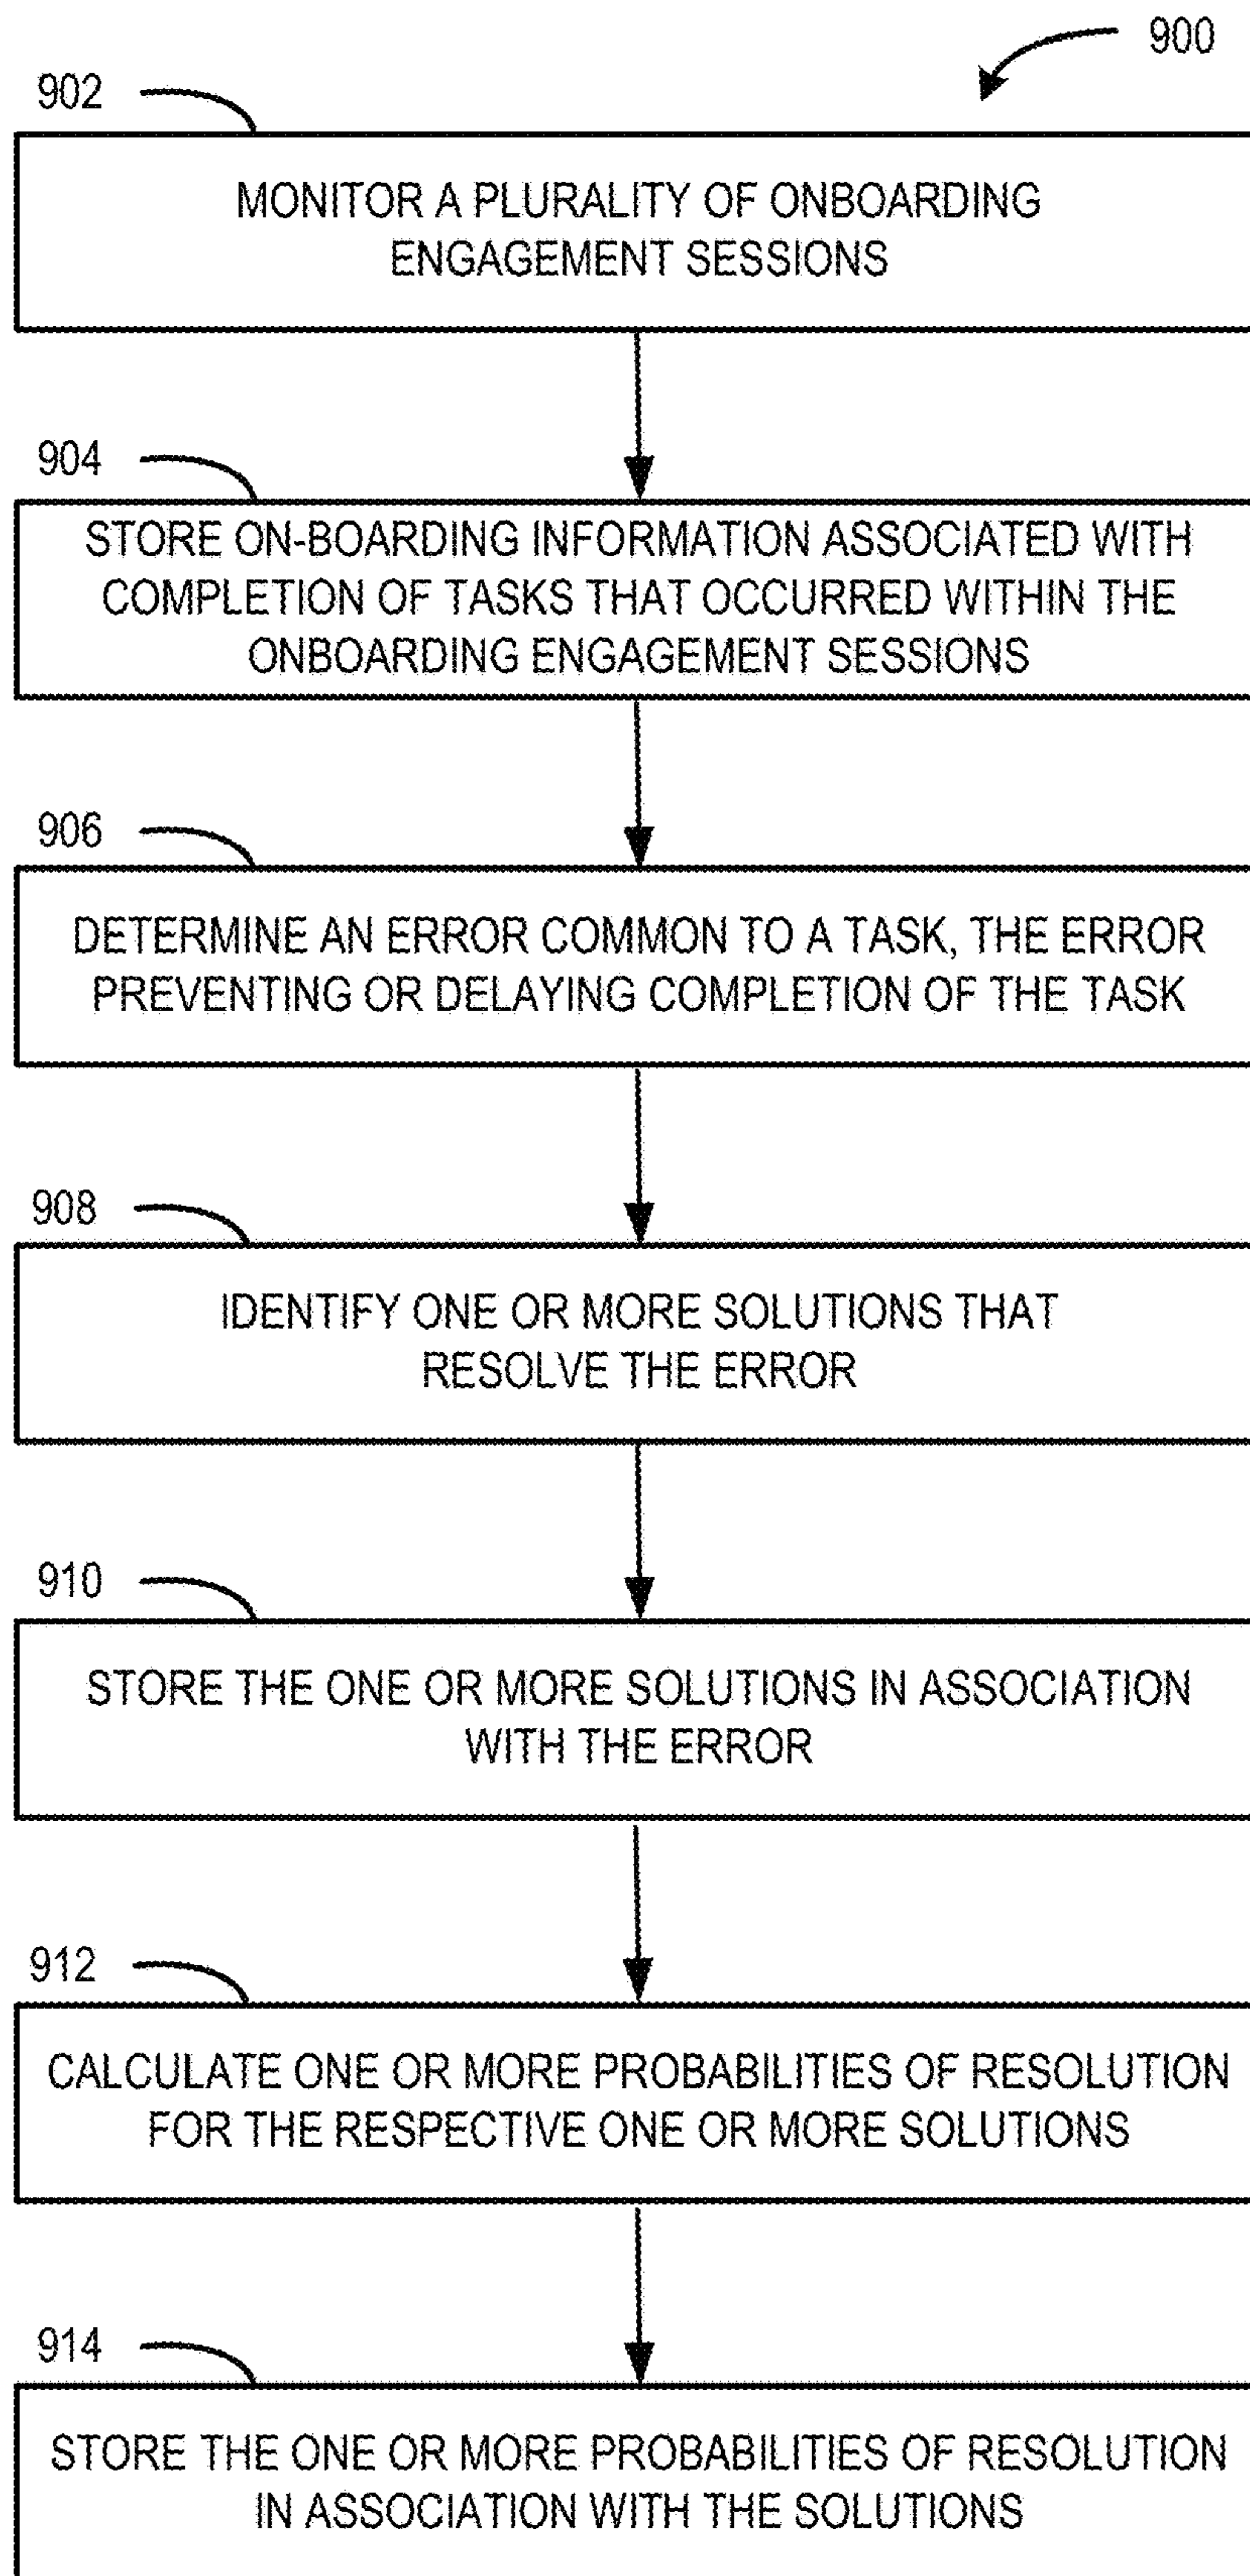 900
902
MONITOR A PLURALITY OF ONBOARDING
ENGAGEMENT SESSIONS
904
STORE ON-BOARDING INFORMATION ASSOCIATED WITH
COMPLETION OF TASKS THAT OCCURRED WITHIN THE
ONBOARDING ENGAGEMENT SESSIONS
906
DETERMINE AN ERROR COMMON TO A TASK, THE ERROR
PREVENTING OR DELAYING COMPLETION OF THE TASK
908
IDENTIFY ONE OR MORE SOLUTIONS THAT
RESOLVE THE ERROR
910
STORE THE ONE OR MORE SOLUTIONS IN ASSOCIATION
WITH THE ERROR
912
CALCULATE ONE OR MORE PROBABILITIES OF RESOLUTION
FOR THE RESPECTIVE ONE OR MORE SOLUTIONS
914
STORE THE ONE OR MORE PROBABILITIES OF RESOLUTION
IN ASSOCIATION WITH THE SOLUTIONS